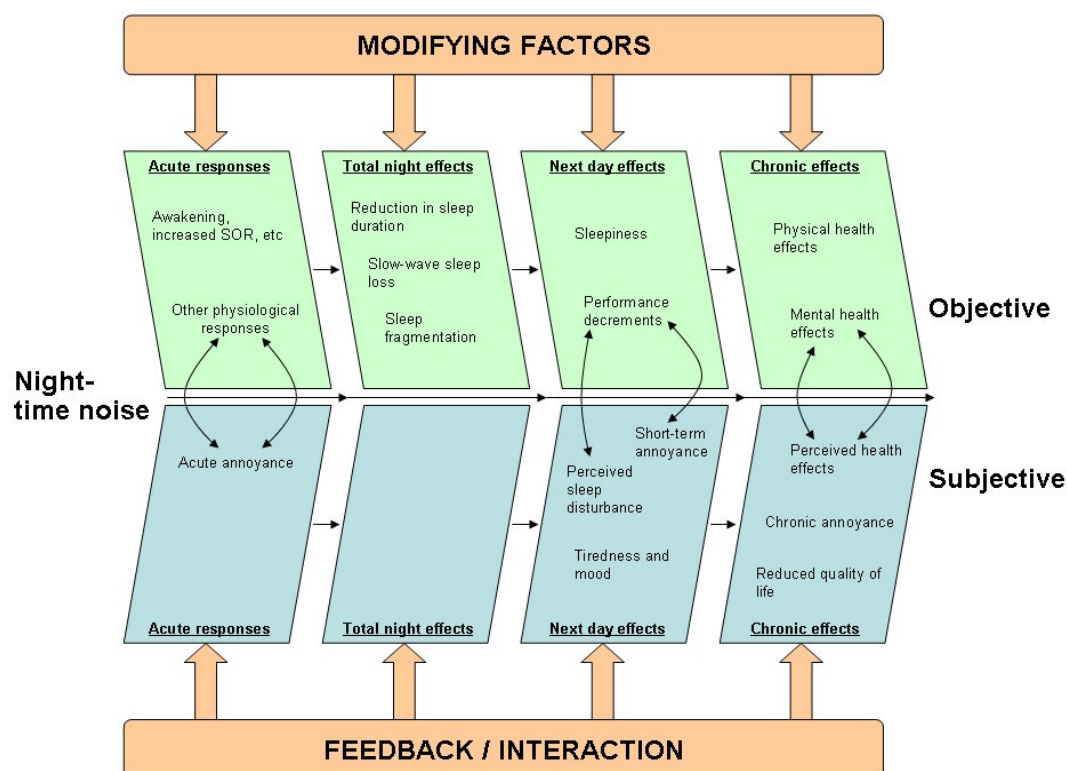 MODIFYING FACTORS
Acute responses
Awakening,
increased SOR, etc
Other physiological
responses
Total night effects
Reduction in sleep
duration
Slow-wave sleep
loss
Sleep
fragmentation
Next day effects
Sleepiness
Performance
decrements
Chronic effects
Physical health
effects
Mental health
effects
Objective
Night-
time noise
Acute annoyance
Acute responses
Total night effects
Short-term
annoyance
Perceived
sleep
disturbance
Tiredness and
mood
Next day effects
Perceived health
effects
Chronic annoyance
Reduced quality of
life
Chronic effects
Subjective
FEEDBACK / INTERACTION